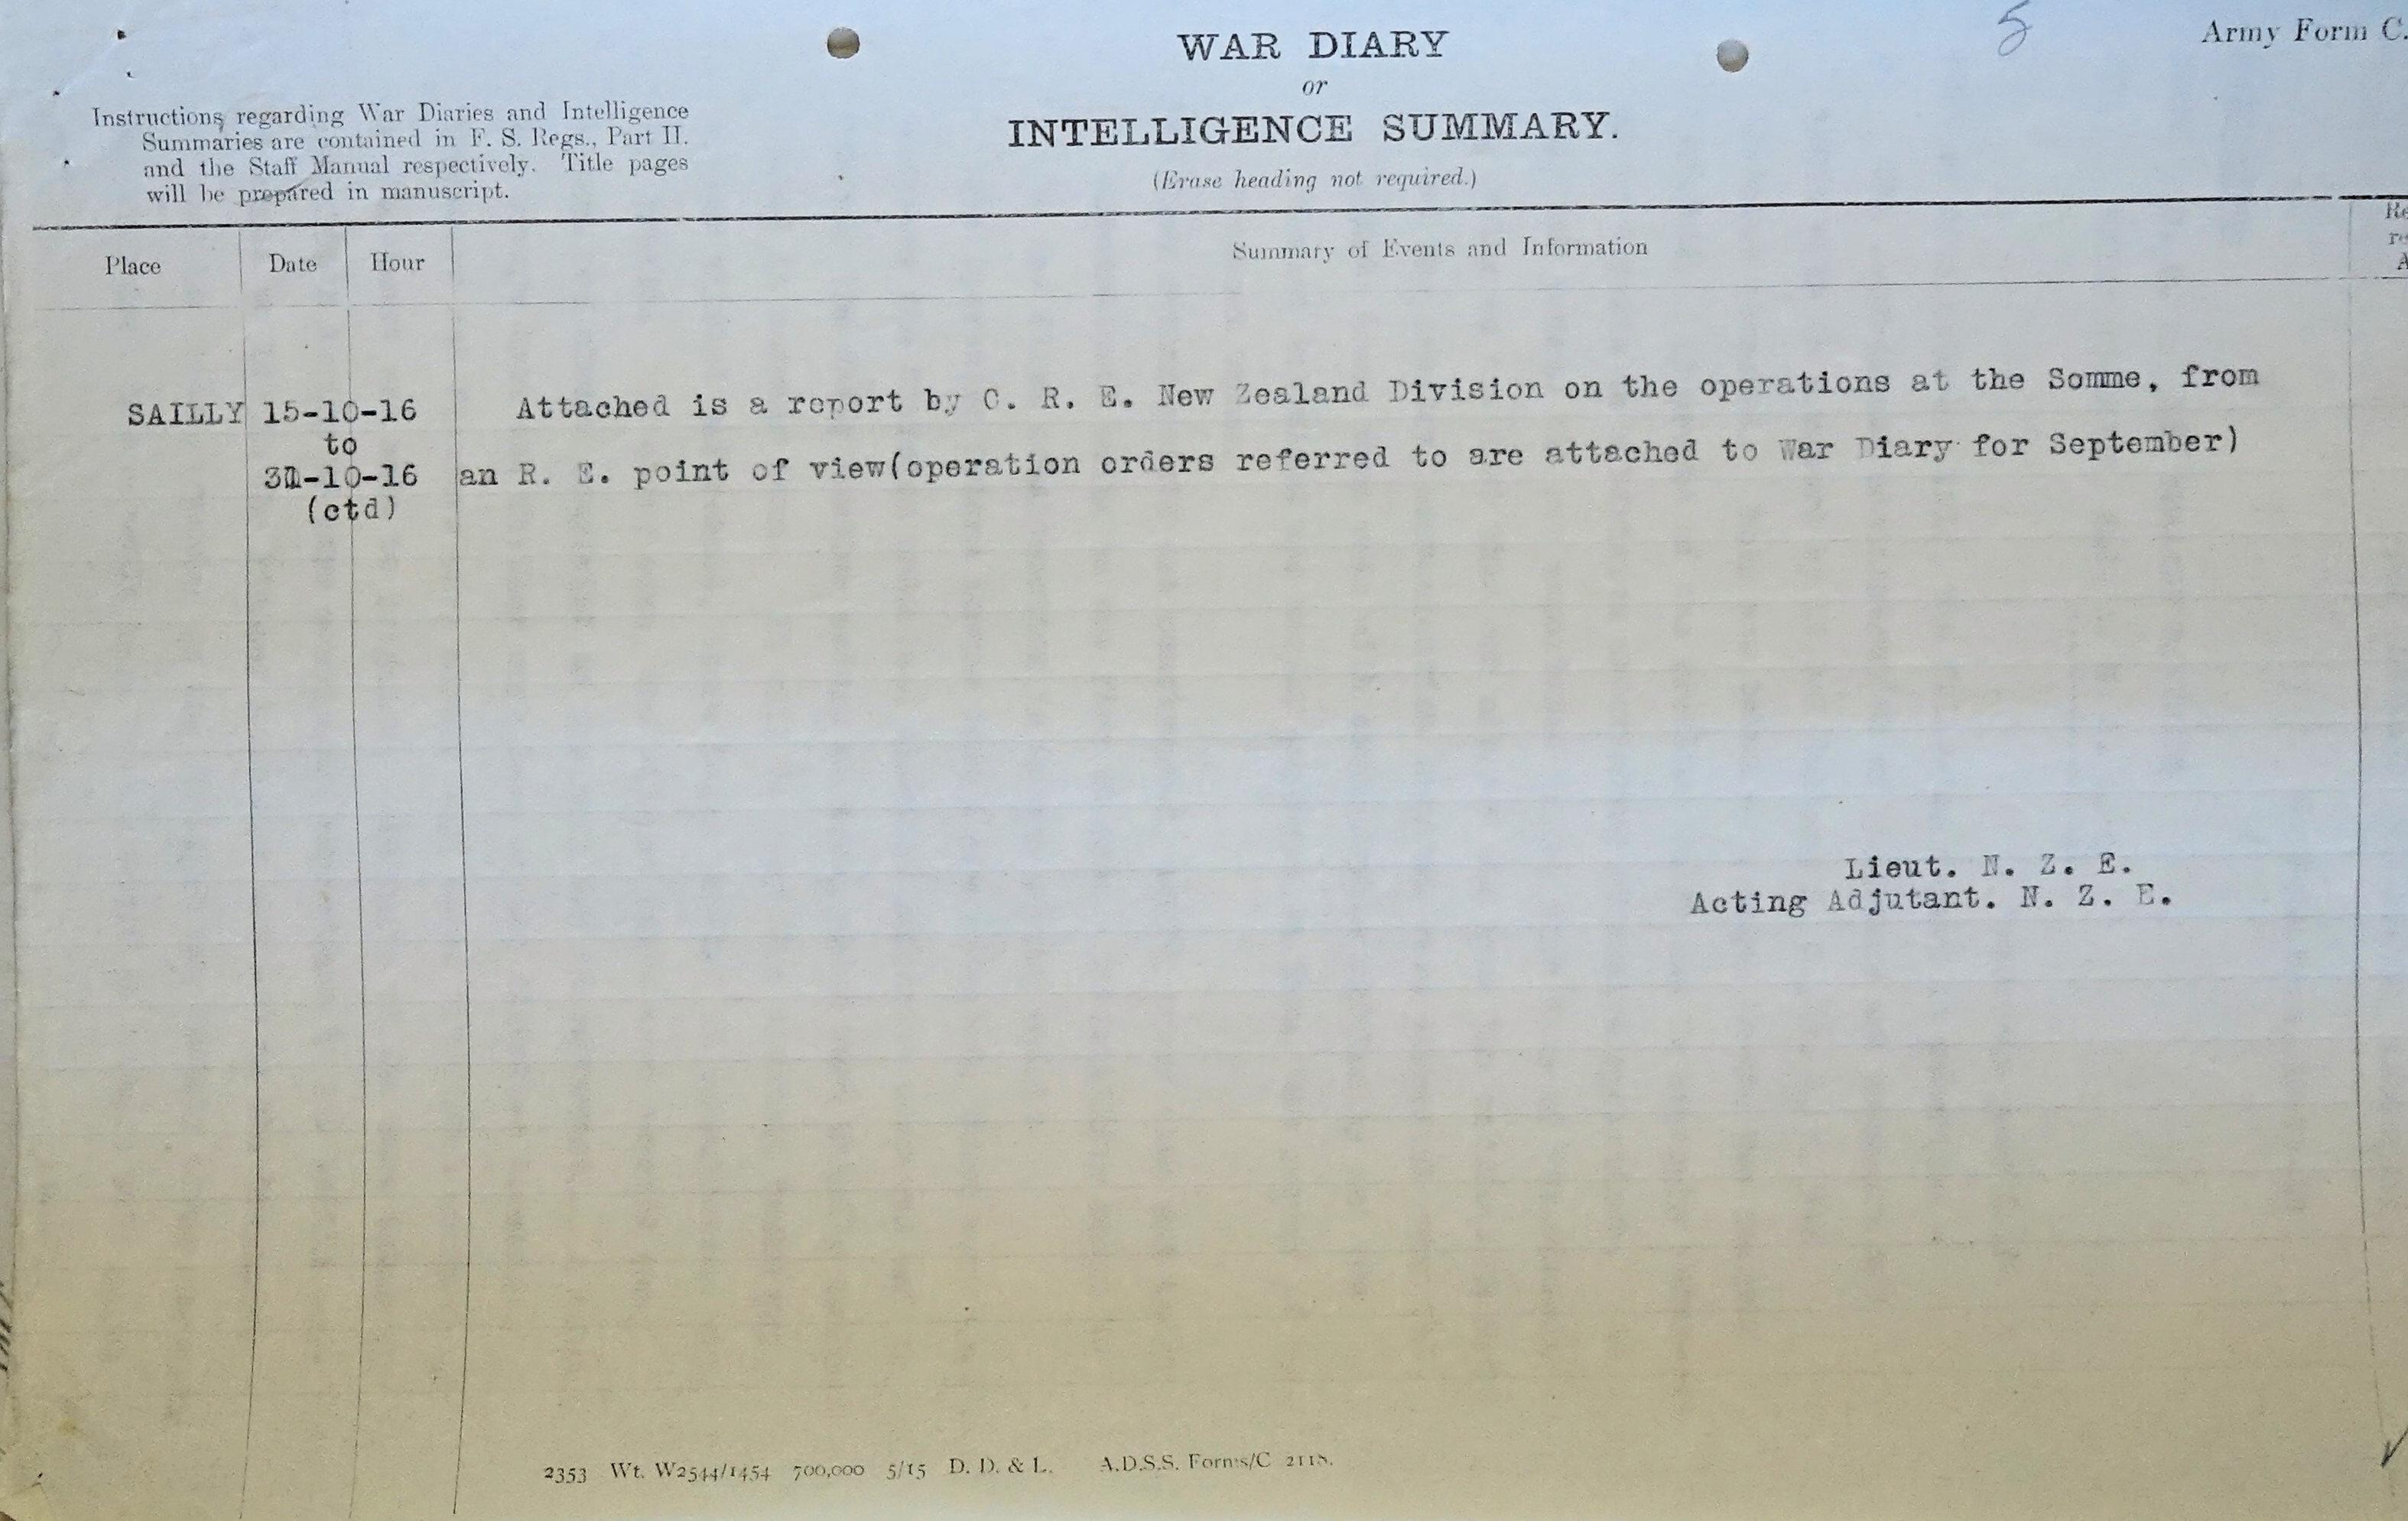 5
Army Form C.
WAR DIARY
or
INTELLIGENCE SUMMARY.
(Erase heading not required.)
Instructions regarding War Diaries and Intelligence
Summaries are contained in F. S. Regs., Part II.
and the Staff Manual respectively. Title pages
will be prepared in manuscript.
Place Date Hour Summary of Events and Information
SAILLY 15-10-16 Attached is a report by C. R. E. New Zealand Division on the operations at the Somme, from
to
31-10-16 an R. E. point of view(operation orders referred to are attached to War Diary for September)
(ctd)
Lieut. N. Z. E.
Acting Adjutant. N. Z. E.
2353 Wt. W2544/1454 700,000 5/15 D. D. & L. A.D.S.S. Forms/C 2118.